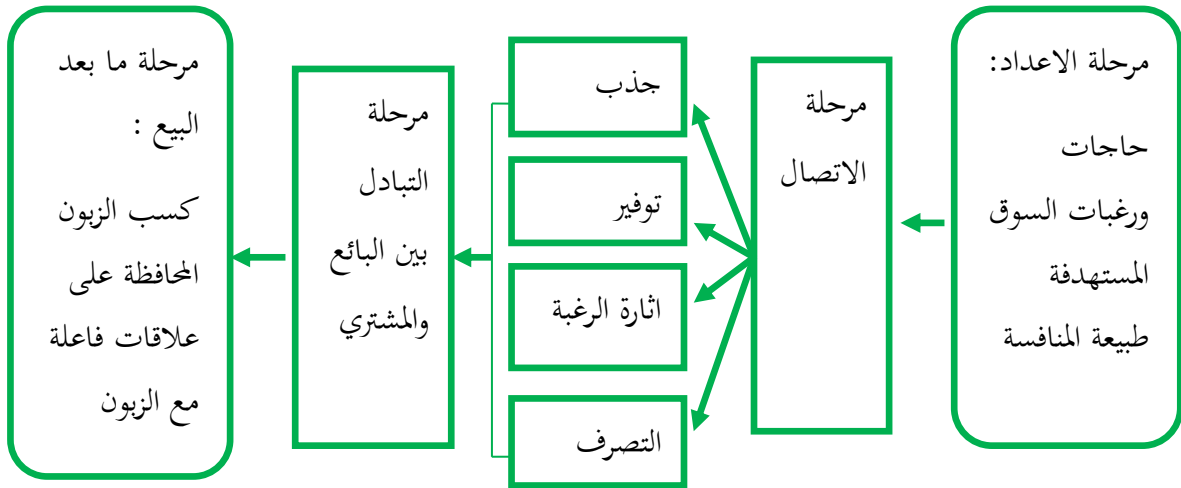 مرحلة الاعداد:
حاجات
ورغبات السوق
المستهدفة
طبيعة المنافسة
مرحلة
الاتصال
جذب
توفير
اثارة الرغبة
التصرف
مرحلة
التبادل
بين البائع
والمشتري
مرحلة ما بعد
البيع :
كسب الزبون
المحافظة على
علاقات فاعلة
مع الزبون